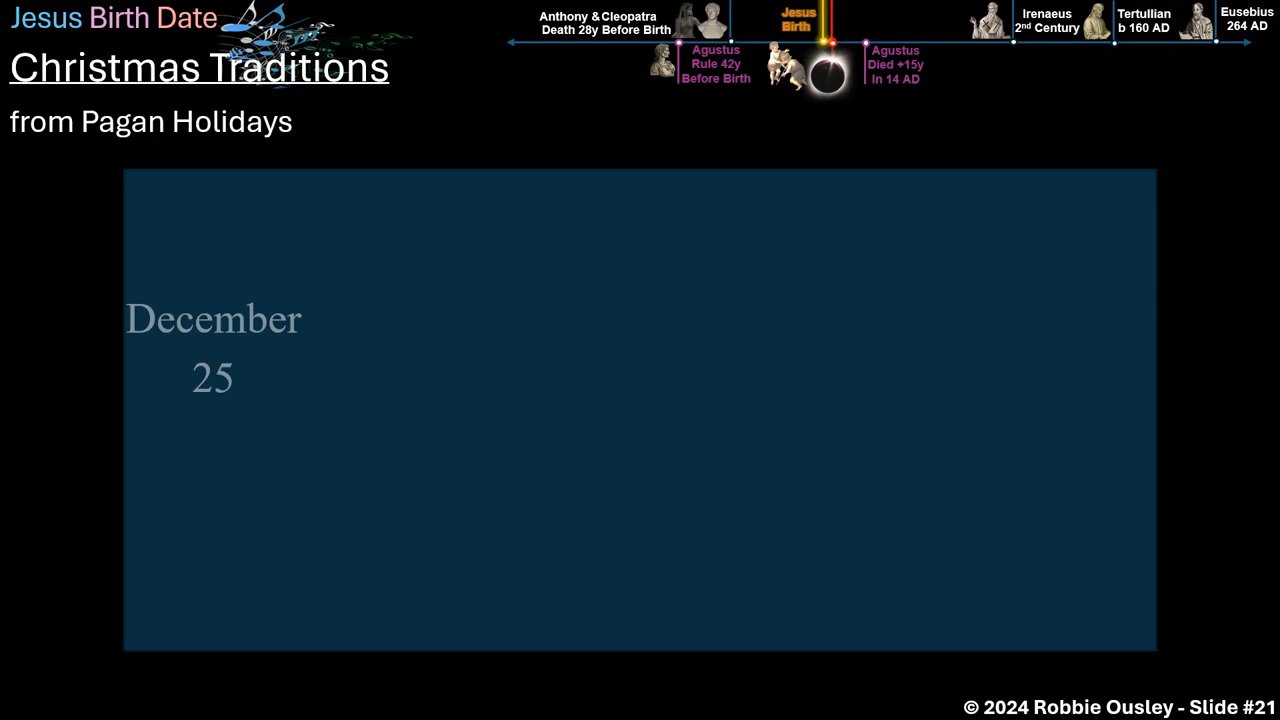 Jesus Birth Date
Christmas Traditions
from Pagan Holidays
Anthony & Cleopatra
Death 28y Before Birth
Agustus
Rule 42y
Before Birth
Jesus
Birth
Agustus
Died +15y
In 14 AD
Irenaeus
2nd Century
Tertullian
b 160 AD
Eusebius
264 AD
December
25
© 2024 Robbie Ousley - Slide #21